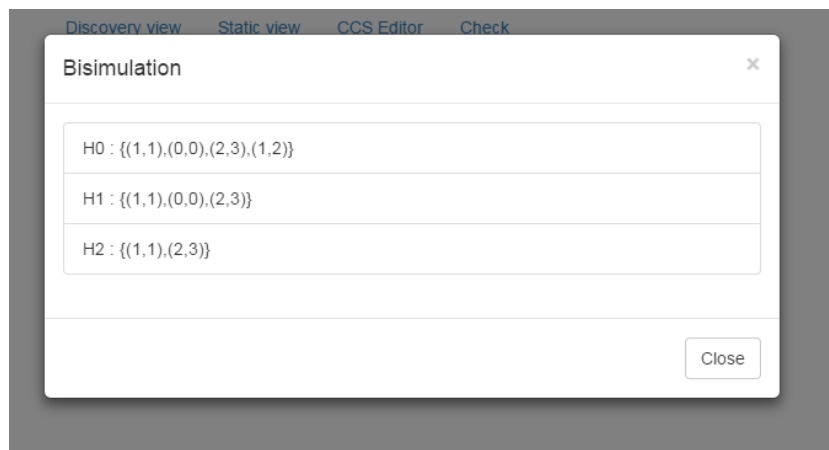 Discovery view Static view CCS Editor Check
Bisimulation ×
H0 : {(1,1),(0,0),(2,3),(1,2)}
H1 : {(1,1),(0,0),(2,3)}
H2 : {(1,1),(2,3)}
Close